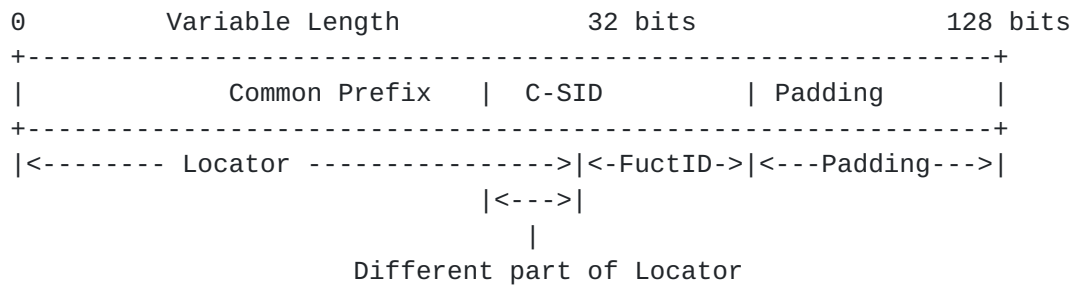 0         Variable Length            32 bits                128 bits
+--------------------------------------------------------------+
|             Common Prefix   |  C-SID         | Padding       |
+--------------------------------------------------------------+
|<-------- Locator ---------------->|<-FuctID->|<---Padding--->|
                              |<--->|
                                 |
                      Different part of Locator